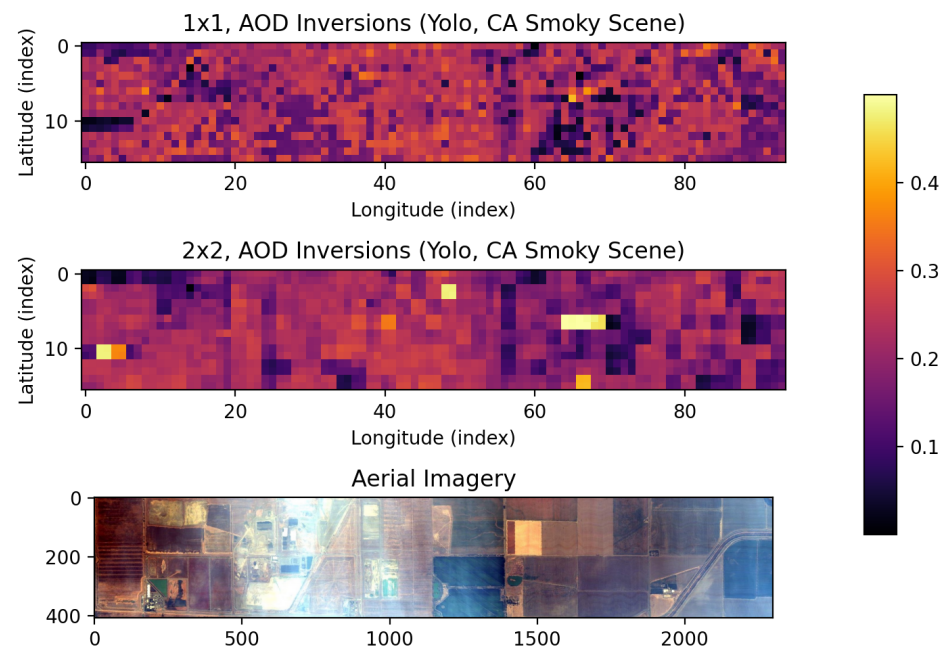 1x1, AOD Inversions (Yolo, CA Smoky Scene)
Latitude (index)
0
10
0 20 40 60 80
Longitude (index)
2x2, AOD Inversions (Yolo, CA Smoky Scene)
Latitude (index)
0
10
0 20 40 60 80
Longitude (index)
0.4
0.3
0.2
0.1
Aerial Imagery
0
200
400
0 500 1000 1500 2000